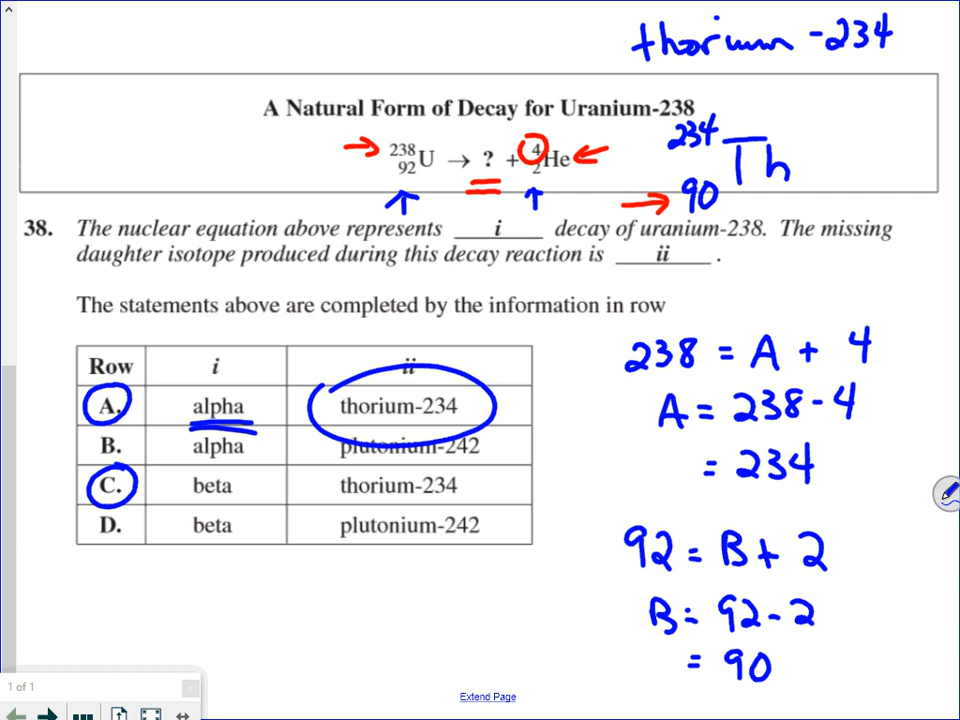 thorium -234
A Natural Form of Decay for Uranium-238
238 92 U → ? + 4 2 He
234 90 Th
38. The nuclear equation above represents i decay of uranium-238. The missing
daughter isotope produced during this decay reaction is ii .
The statements above are completed by the information in row
Row i ii
A. alpha thorium-234
B. alpha plutonium-242
C. beta thorium-234
D. beta plutonium-242
238 = A + 4
A = 238 - 4
= 234
92 = B + 2
B = 92 - 2
= 90
1 of 1
Extend Page